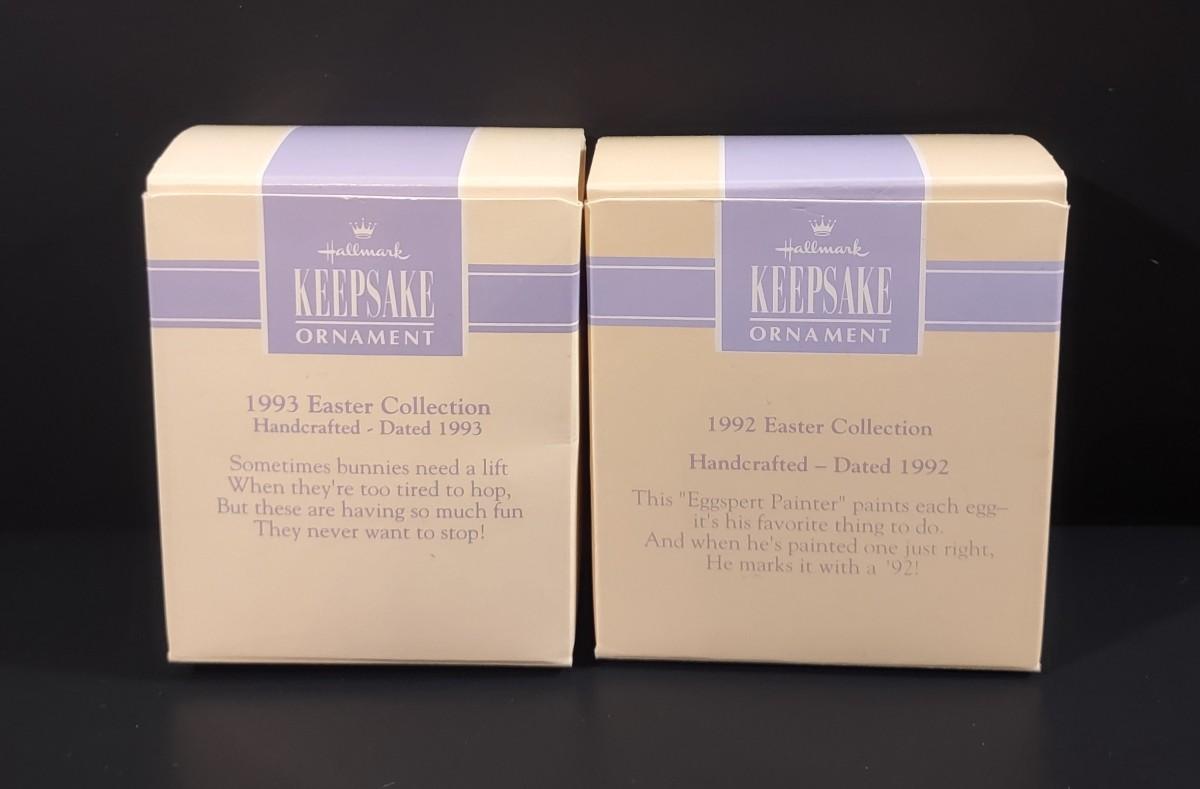 Hallmark
KEEPSAKE
ORNAMENT
1993 Easter Collection
Handcrafted - Dated 1993
Sometimes bunnies need a lift
When they're too tired to hop,
But these are having so much fun
They never want to stop!
Hallmark
KEEPSAKE
ORNAMENT
1992 Easter Collection
Handcrafted – Dated 1992
This "Eggspert Painter" paints each egg–
it's his favorite thing to do.
And when he's painted one just right,
He marks it with a '92!